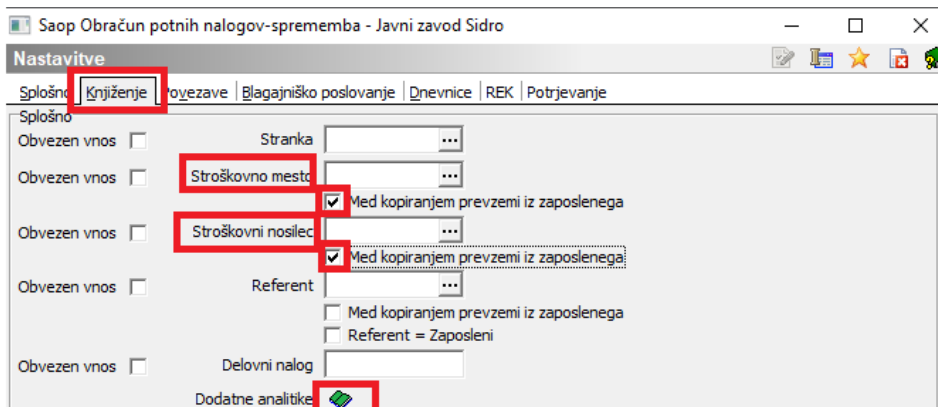 Saop Obračun potnih nalogov-sprememba - Javni zavod Sidro
Nastavitve
Splošno Knjiženje Povezave Blagajniško poslovanje Dnevnice REK Potrjevanje
Splošno
Obvezen vnos Stranka ...
Obvezen vnos Stroškovno mesto ...
Med kopiranjem prevzemi iz zaposlenega
Obvezen vnos Stroškovni nosilec ...
Med kopiranjem prevzemi iz zaposlenega
Obvezen vnos Referent ...
Med kopiranjem prevzemi iz zaposlenega
Referent = Zaposleni
Obvezen vnos Delovni nalog
Dodatne analitike